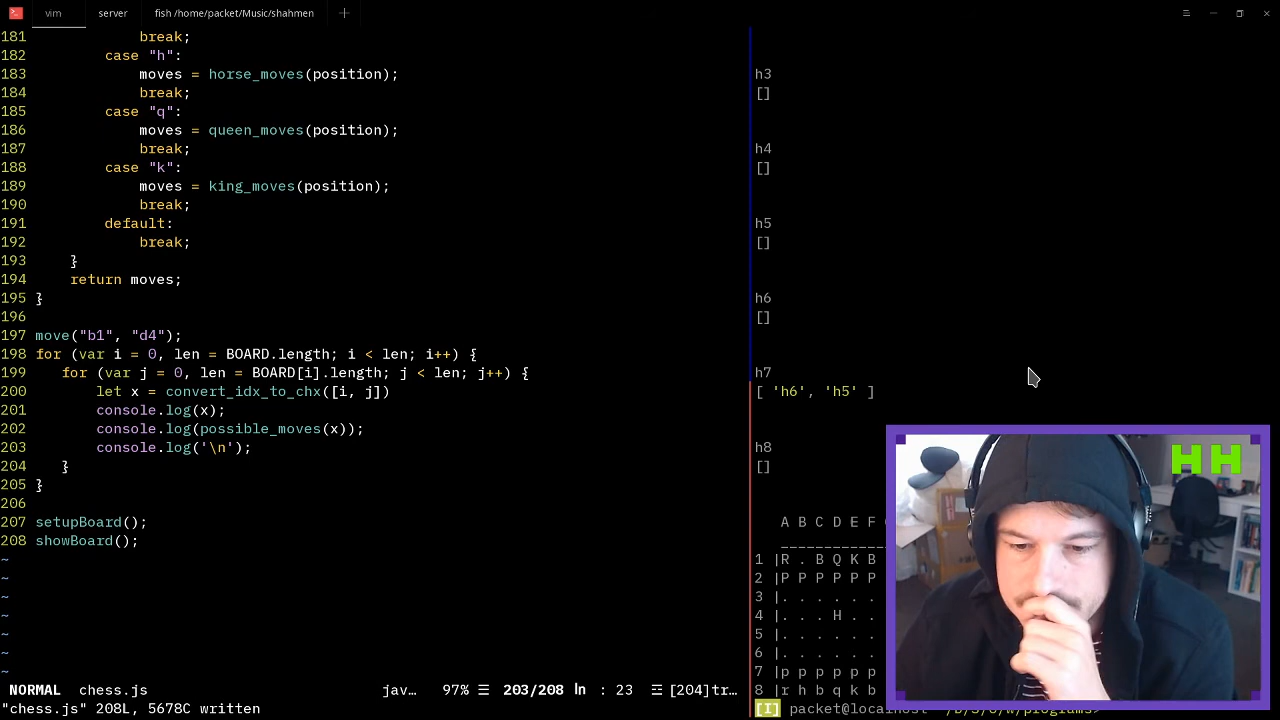 vim server fish /home/packet/Music/shahmen
181 break;
182 case "h":
183 moves = horse_moves(position);
184 break;
185 case "q":
186 moves = queen_moves(position);
187 break;
188 case "k":
189 moves = king_moves(position);
190 break;
191 default:
192 break;
193 }
194 return moves;
195 }
196
197 move("b1", "d4");
198 for (var i = 0, len = BOARD.length; i < len; i++) {
199 for (var j = 0, len = BOARD[i].length; j < len; j++) {
200 let x = convert_idx_to_chx([i, j])
201 console.log(x);
202 console.log(possible_moves(x));
203 console.log('\n');
204 }
205 }
206
207 setupBoard();
208 showBoard();
~
~
~
~
~
~
~
NORMAL chess.js jav… 97% ☰ 203/208 ln : 23 ☲ [204]tr…
"chess.js" 208L, 5678C written
h3
[]
h4
[]
h5
[]
h6
[]
h7
[ 'h6', 'h5' ]
h8
[]
A B C D E F
1 |R . B Q K B
2 |P P P P P P
3 |. . . . . .
4 |. . . H . .
5 |. . . . . .
6 |. . . . . .
7 |p p p p p p
8 |r h b q k b
[I] packet@localhost
HH